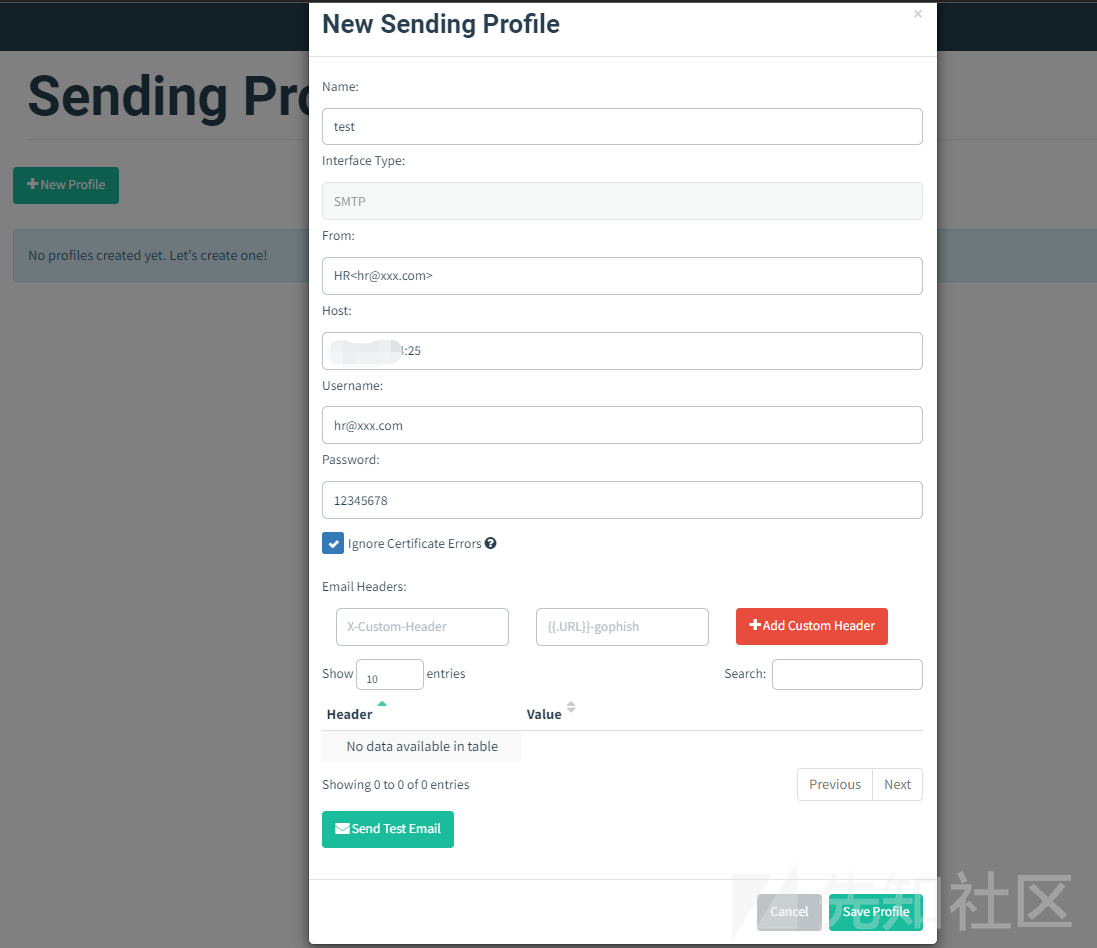 New Sending Profile
×
Sending Pro
Name:
test
New Profile
Interface Type:
SMTP
From:
No profiles created yet. Let's create one!
HR<hr@xxx.com>
Host:
:25
Username:
hr@xxx.com
Password:
12345678
Ignore Certificate Errors
Email Headers:
X-Custom-Header {{.URL}}-gophish Add Custom Header
Show 10 entries Search:
Header Value
No data available in table
Showing 0 to 0 of 0 entries Previous Next
Send Test Email
Cancel Save Profile
先知社区